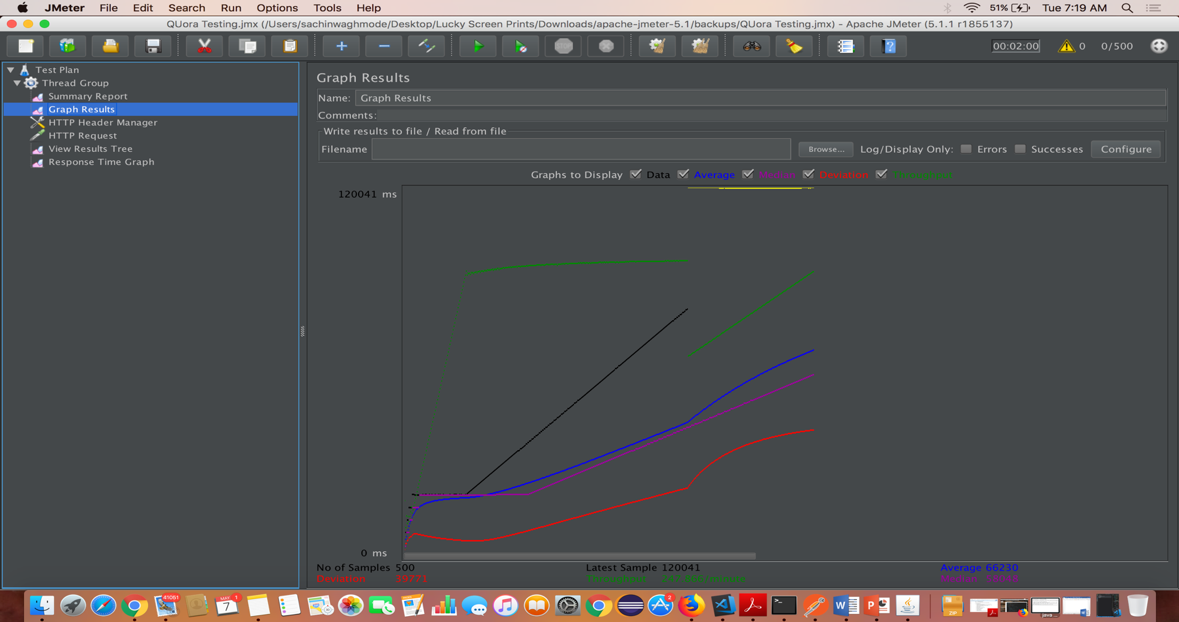 JMeter File Edit Search Run Options Tools Help 51% Tue 7:19 AM
QUora Testing.jmx (/Users/sachinwaghmode/Desktop/Lucky Screen Prints/Downloads/apache-jmeter-5.1/backups/QUora Testing.jmx) - Apache JMeter (5.1.1 r1855137)
00:02:00 0 0/500
Test Plan
Thread Group
Summary Report
Graph Results
HTTP Header Manager
HTTP Request
View Results Tree
Response Time Graph
Graph Results
Name: Graph Results
Comments:
Write results to file / Read from file
Filename Browse... Log/Display Only: Errors Successes Configure
Graphs to Display Data Average Median Deviation Throughput
120041 ms
0 ms
No of Samples 500 Latest Sample 120041 Average 66230
Deviation Throughput Median